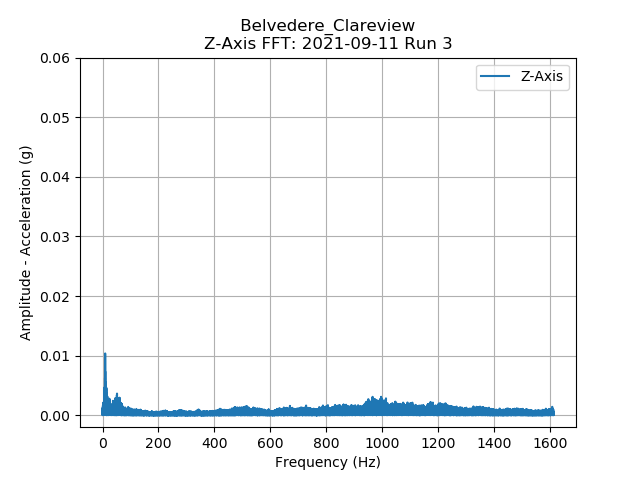 Belvedere_Clareview
Z-Axis FFT: 2021-09-11 Run 3
Z-Axis
0.06
0.05
0.04
0.03
0.02
0.01
0.00
Amplitude - Acceleration (g)
0 200 400 600 800 1000 1200 1400 1600
Frequency (Hz)